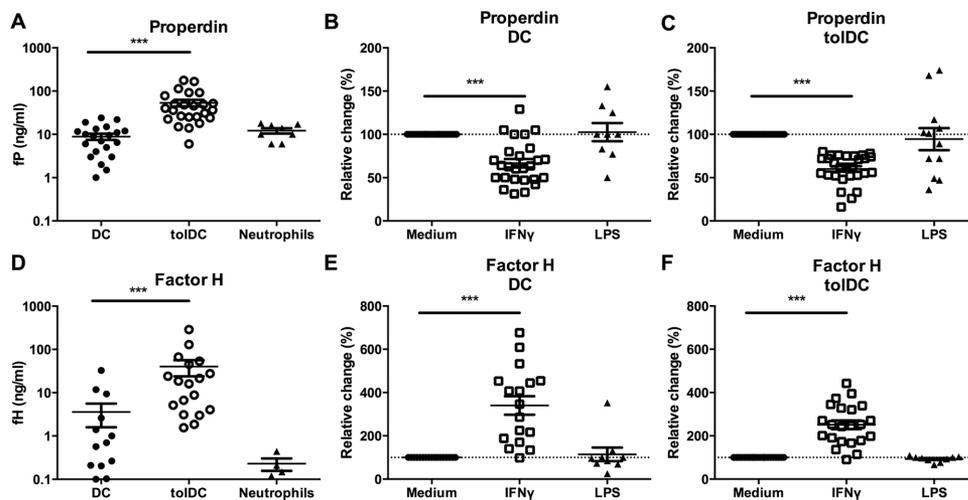 A
Properdin
***
1000
100
10
1
0.1
fP (ng/ml)
DC
tolDC
Neutrophils
B
Properdin
DC
***
200
150
100
50
0
Relative change (%)
Medium
IFNγ
LPS
C
Properdin
tolDC
***
200
150
100
50
0
Relative change (%)
Medium
IFNγ
LPS
D
Factor H
***
1000
100
10
1
0.1
fH (ng/ml)
DC
tolDC
Neutrophils
E
Factor H
DC
***
800
600
400
200
0
Relative change (%)
Medium
IFNγ
LPS
F
Factor H
tolDC
***
800
600
400
200
0
Relative change (%)
Medium
IFNγ
LPS